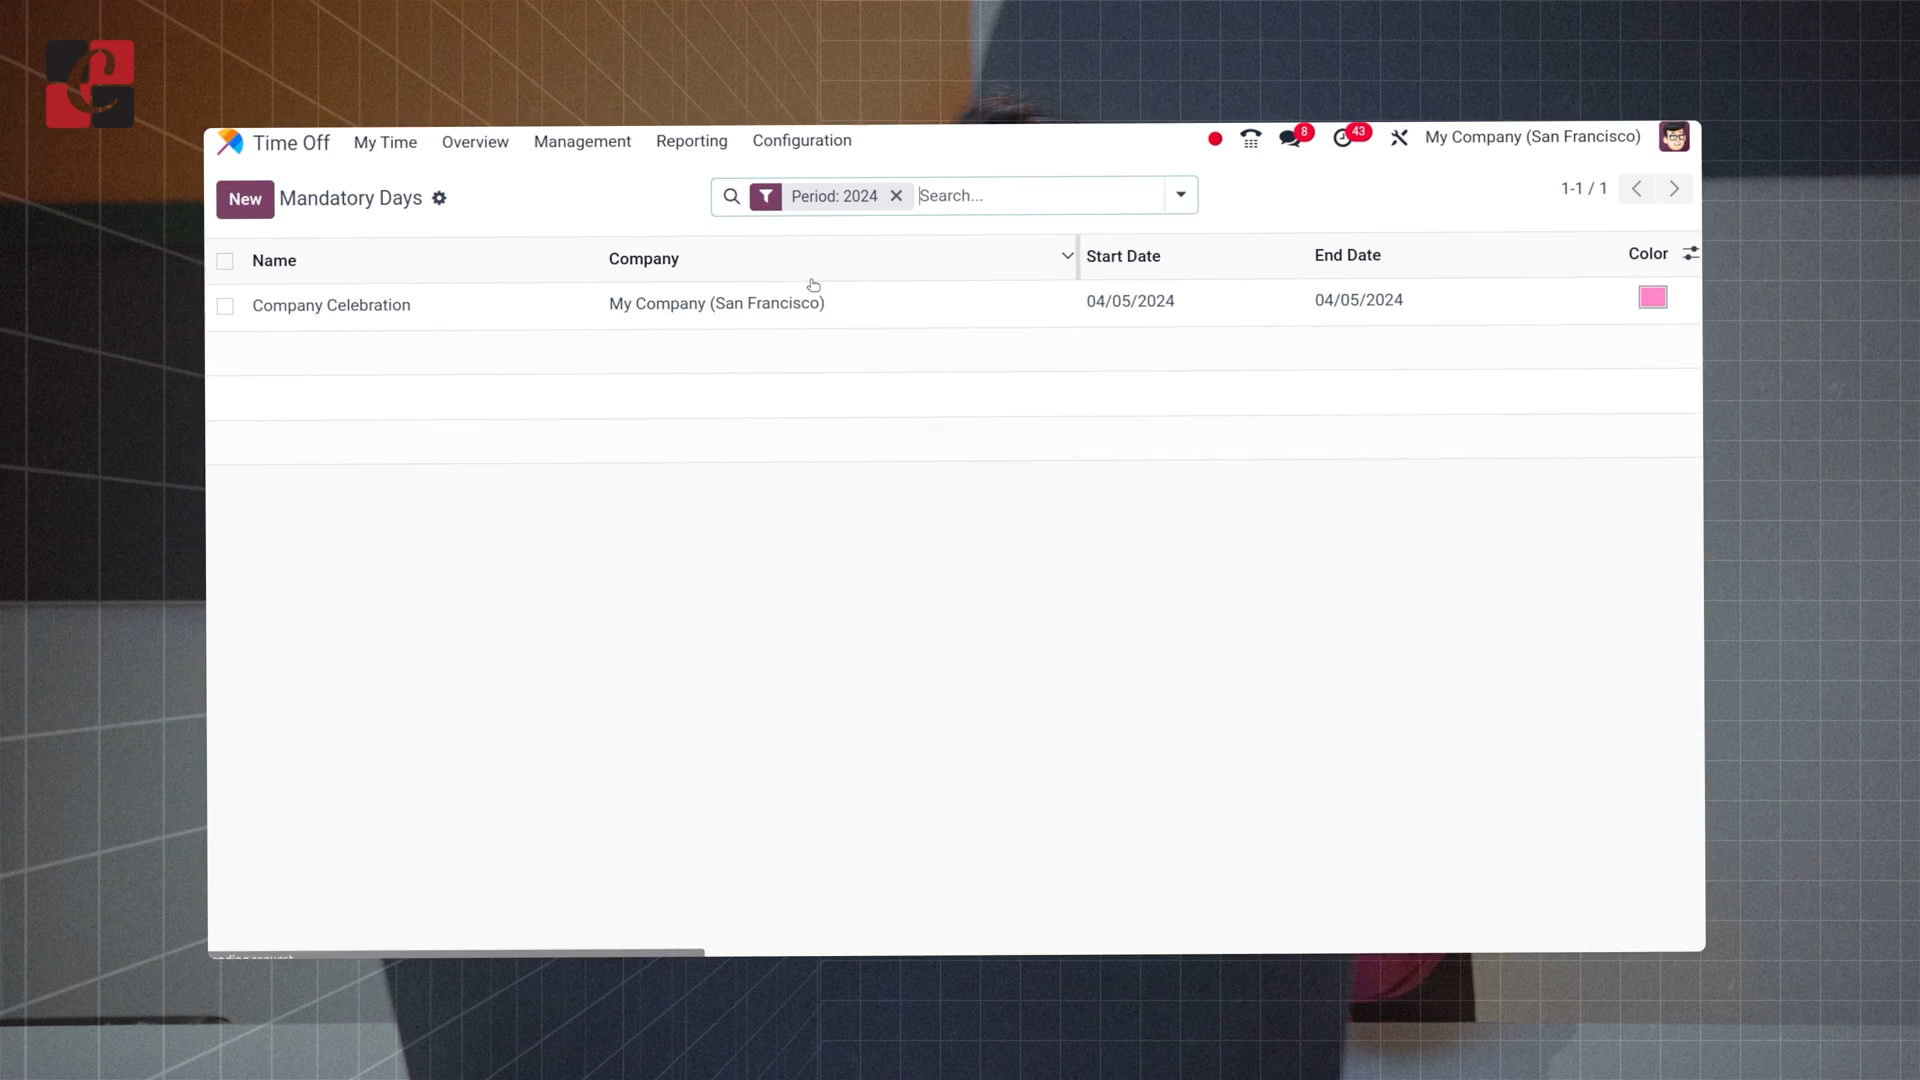 Time Off My Time Overview Management Reporting Configuration 8 43 My Company (San Francisco)
New Mandatory Days Period: 2024 Search... 1-1 / 1
Name Company Start Date End Date Color
Company Celebration My Company (San Francisco) 04/05/2024 04/05/2024